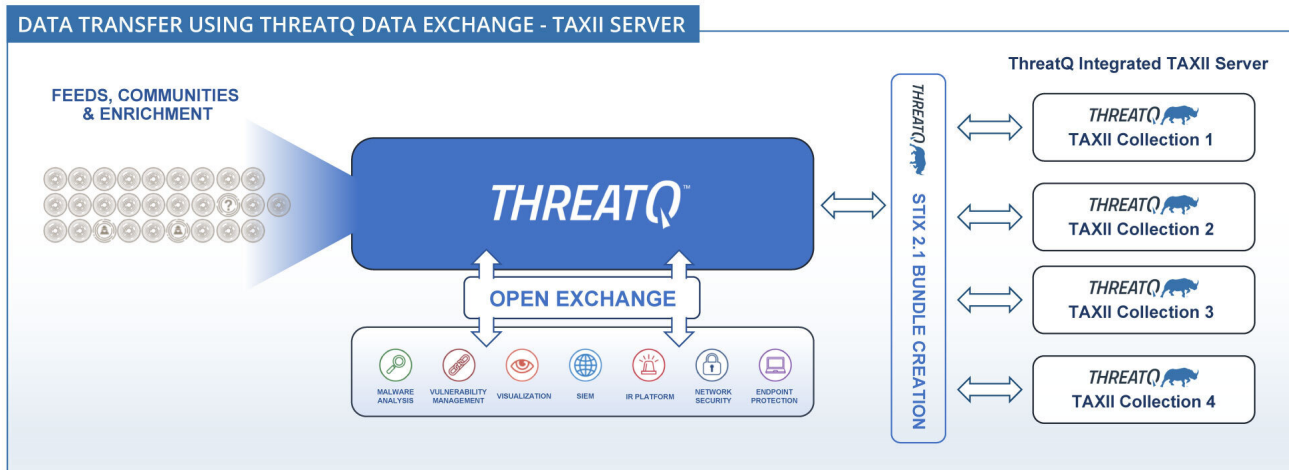 DATA TRANSFER USING THREATQ DATA EXCHANGE - TAXII SERVER
FEEDS, COMMUNITIES
& ENRICHMENT
?
THREATQ™
OPEN EXCHANGE
MALWARE
ANALYSIS
VULNERABILITY
MANAGEMENT
VISUALIZATION
SIEM
IR PLATFORM
NETWORK
SECURITY
ENDPOINT
PROTECTION
THREATQ
STIX 2.1 BUNDLE CREATION
ThreatQ Integrated TAXII Server
THREATQ
TAXII Collection 1
THREATQ
TAXII Collection 2
THREATQ
TAXII Collection 3
THREATQ
TAXII Collection 4